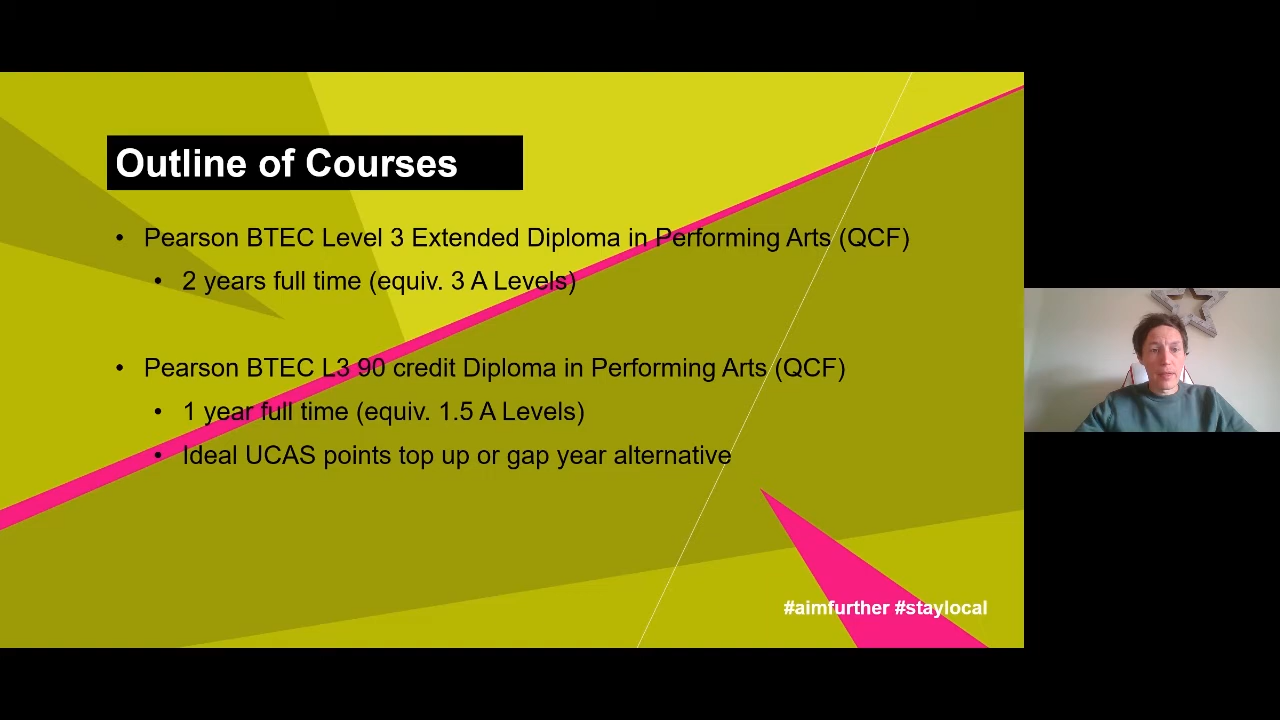 Outline of Courses
• Pearson BTEC Level 3 Extended Diploma in Performing Arts (QCF)
• 2 years full time (equiv. 3 A Levels)
• Pearson BTEC L3 90 credit Diploma in Performing Arts (QCF)
• 1 year full time (equiv. 1.5 A Levels)
• Ideal UCAS points top up or gap year alternative
#aimfurther #staylocal